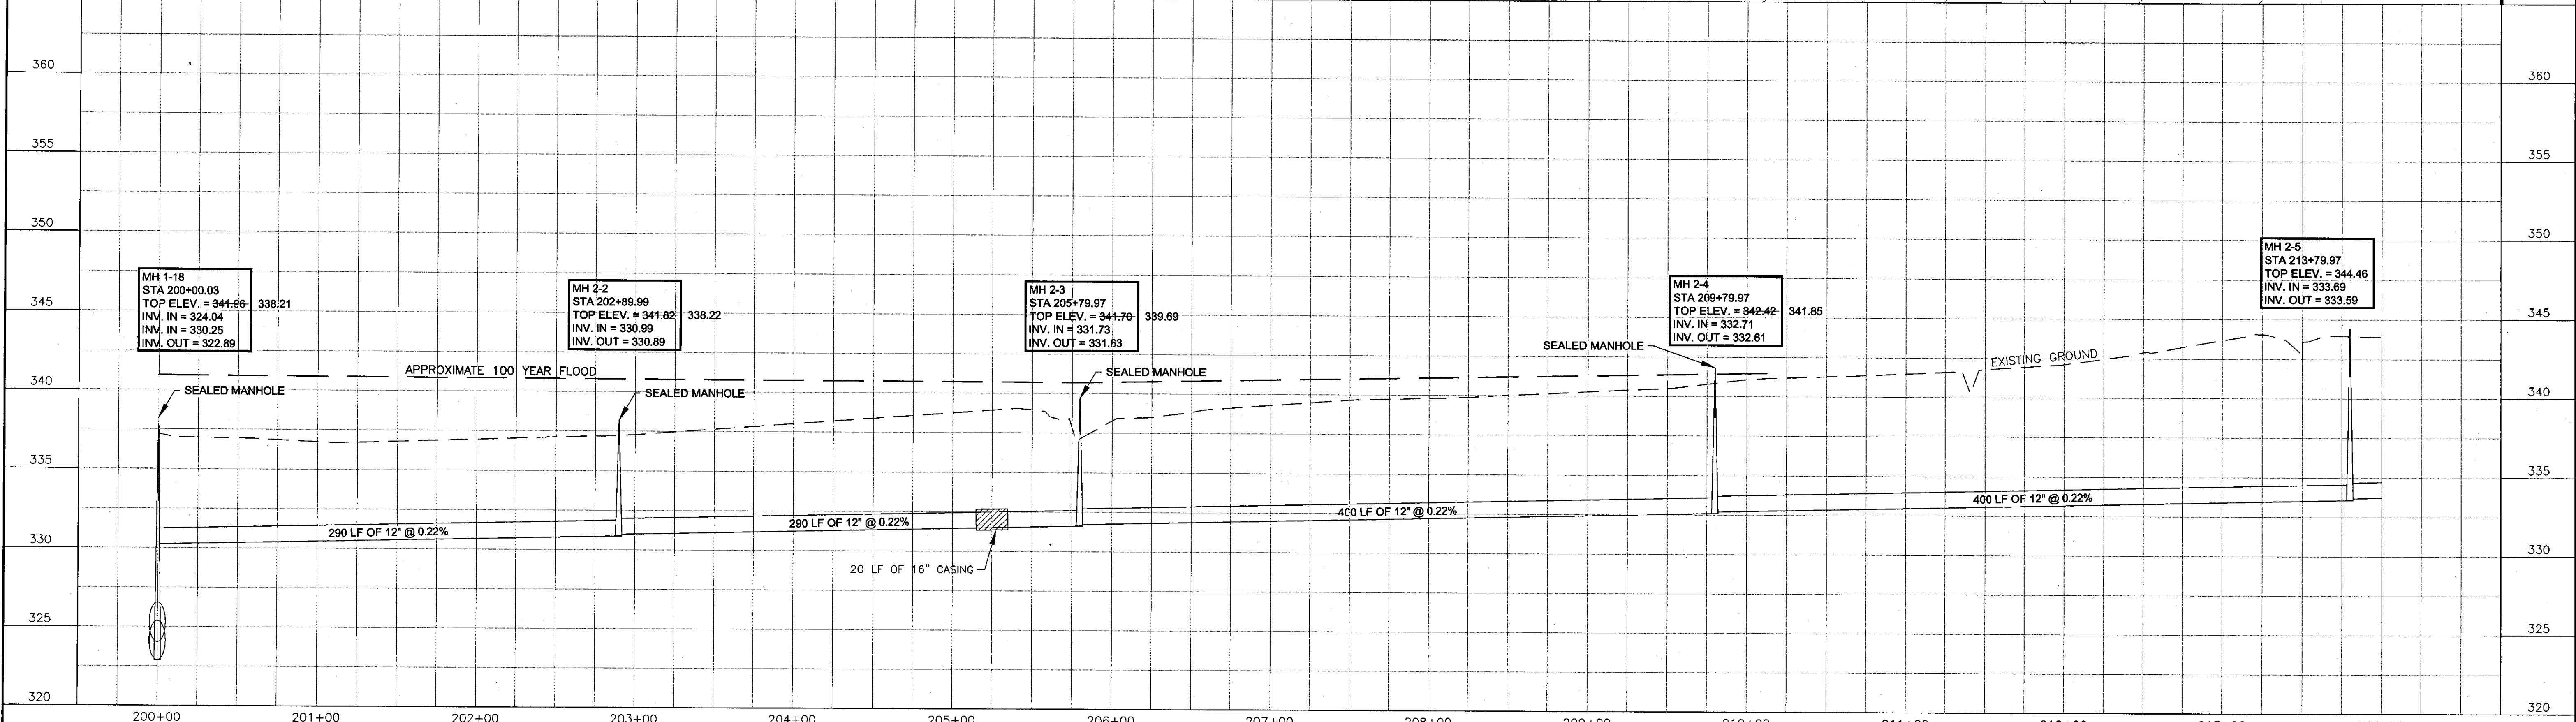 360
360
355
355
350
350
MH 1-18
STA 200+00.03
TOP ELEV. = 341.96 338.21
INV. IN = 324.04
INV. IN = 330.25
INV. OUT = 322.89
MH 2-2
STA 202+89.99
TOP ELEV. = 341.82 338.22
INV. IN = 330.99
INV. OUT = 330.89
MH 2-3
STA 205+79.97
TOP ELEV. = 341.70 339.69
INV. IN = 331.73
INV. OUT = 331.63
MH 2-4
STA 209+79.97
TOP ELEV. = 342.42 341.85
INV. IN = 332.71
INV. OUT = 332.61
MH 2-5
STA 213+79.97
TOP ELEV. = 344.46
INV. IN = 333.69
INV. OUT = 333.59
345
345
SEALED MANHOLE
EXISTING GROUND
APPROXIMATE 100 YEAR FLOOD
SEALED MANHOLE
340
340
SEALED MANHOLE
SEALED MANHOLE
335
335
290 LF OF 12" @ 0.22%
290 LF OF 12" @ 0.22%
400 LF OF 12" @ 0.22%
400 LF OF 12" @ 0.22%
330
330
20 LF OF 16" CASING
325
325
320
320
200+00
201+00
202+00
203+00
204+00
205+00
206+00
207+00
208+00